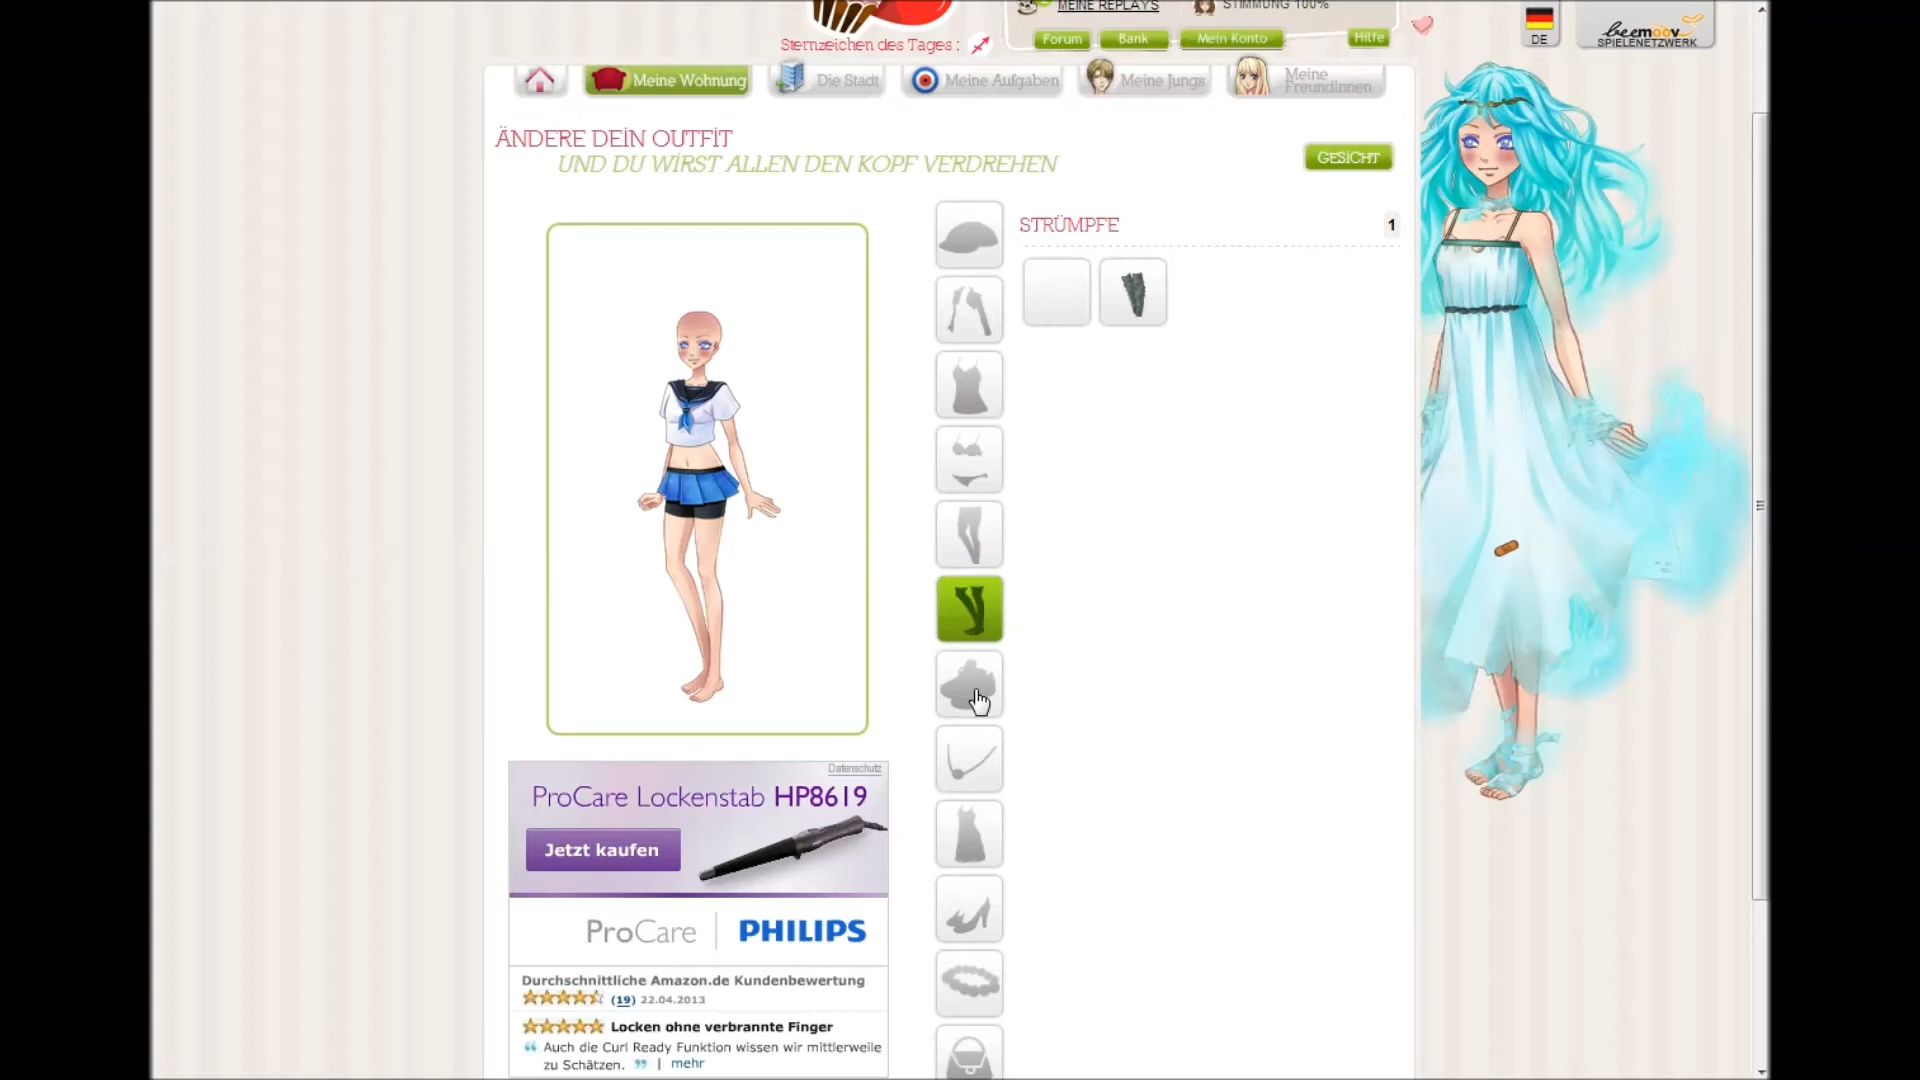 MEINE REPLAYS
STIMMUNG 100%
Sternzeichen des Tages :
Forum
Bank
Mein Konto
Hilfe
DE
beemoov
SPIELENETZWERK
Meine Wohnung
Die Stadt
Meine Aufgaben
Meine Jungs
Meine
Freundinnen
ÄNDERE DEIN OUTFIT
UND DU WIRST ALLEN DEN KOPF VERDREHEN
GESICHT
STRÜMPFE
1
Datenschutz
ProCare Lockenstab HP8619
Jetzt kaufen
ProCare
PHILIPS
Durchschnittliche Amazon.de Kundenbewertung
(19) 22.04.2013
Locken ohne verbrannte Finger
“ Auch die Curl Ready Funktion wissen wir mittlerweile
zu Schätzen. ” | mehr